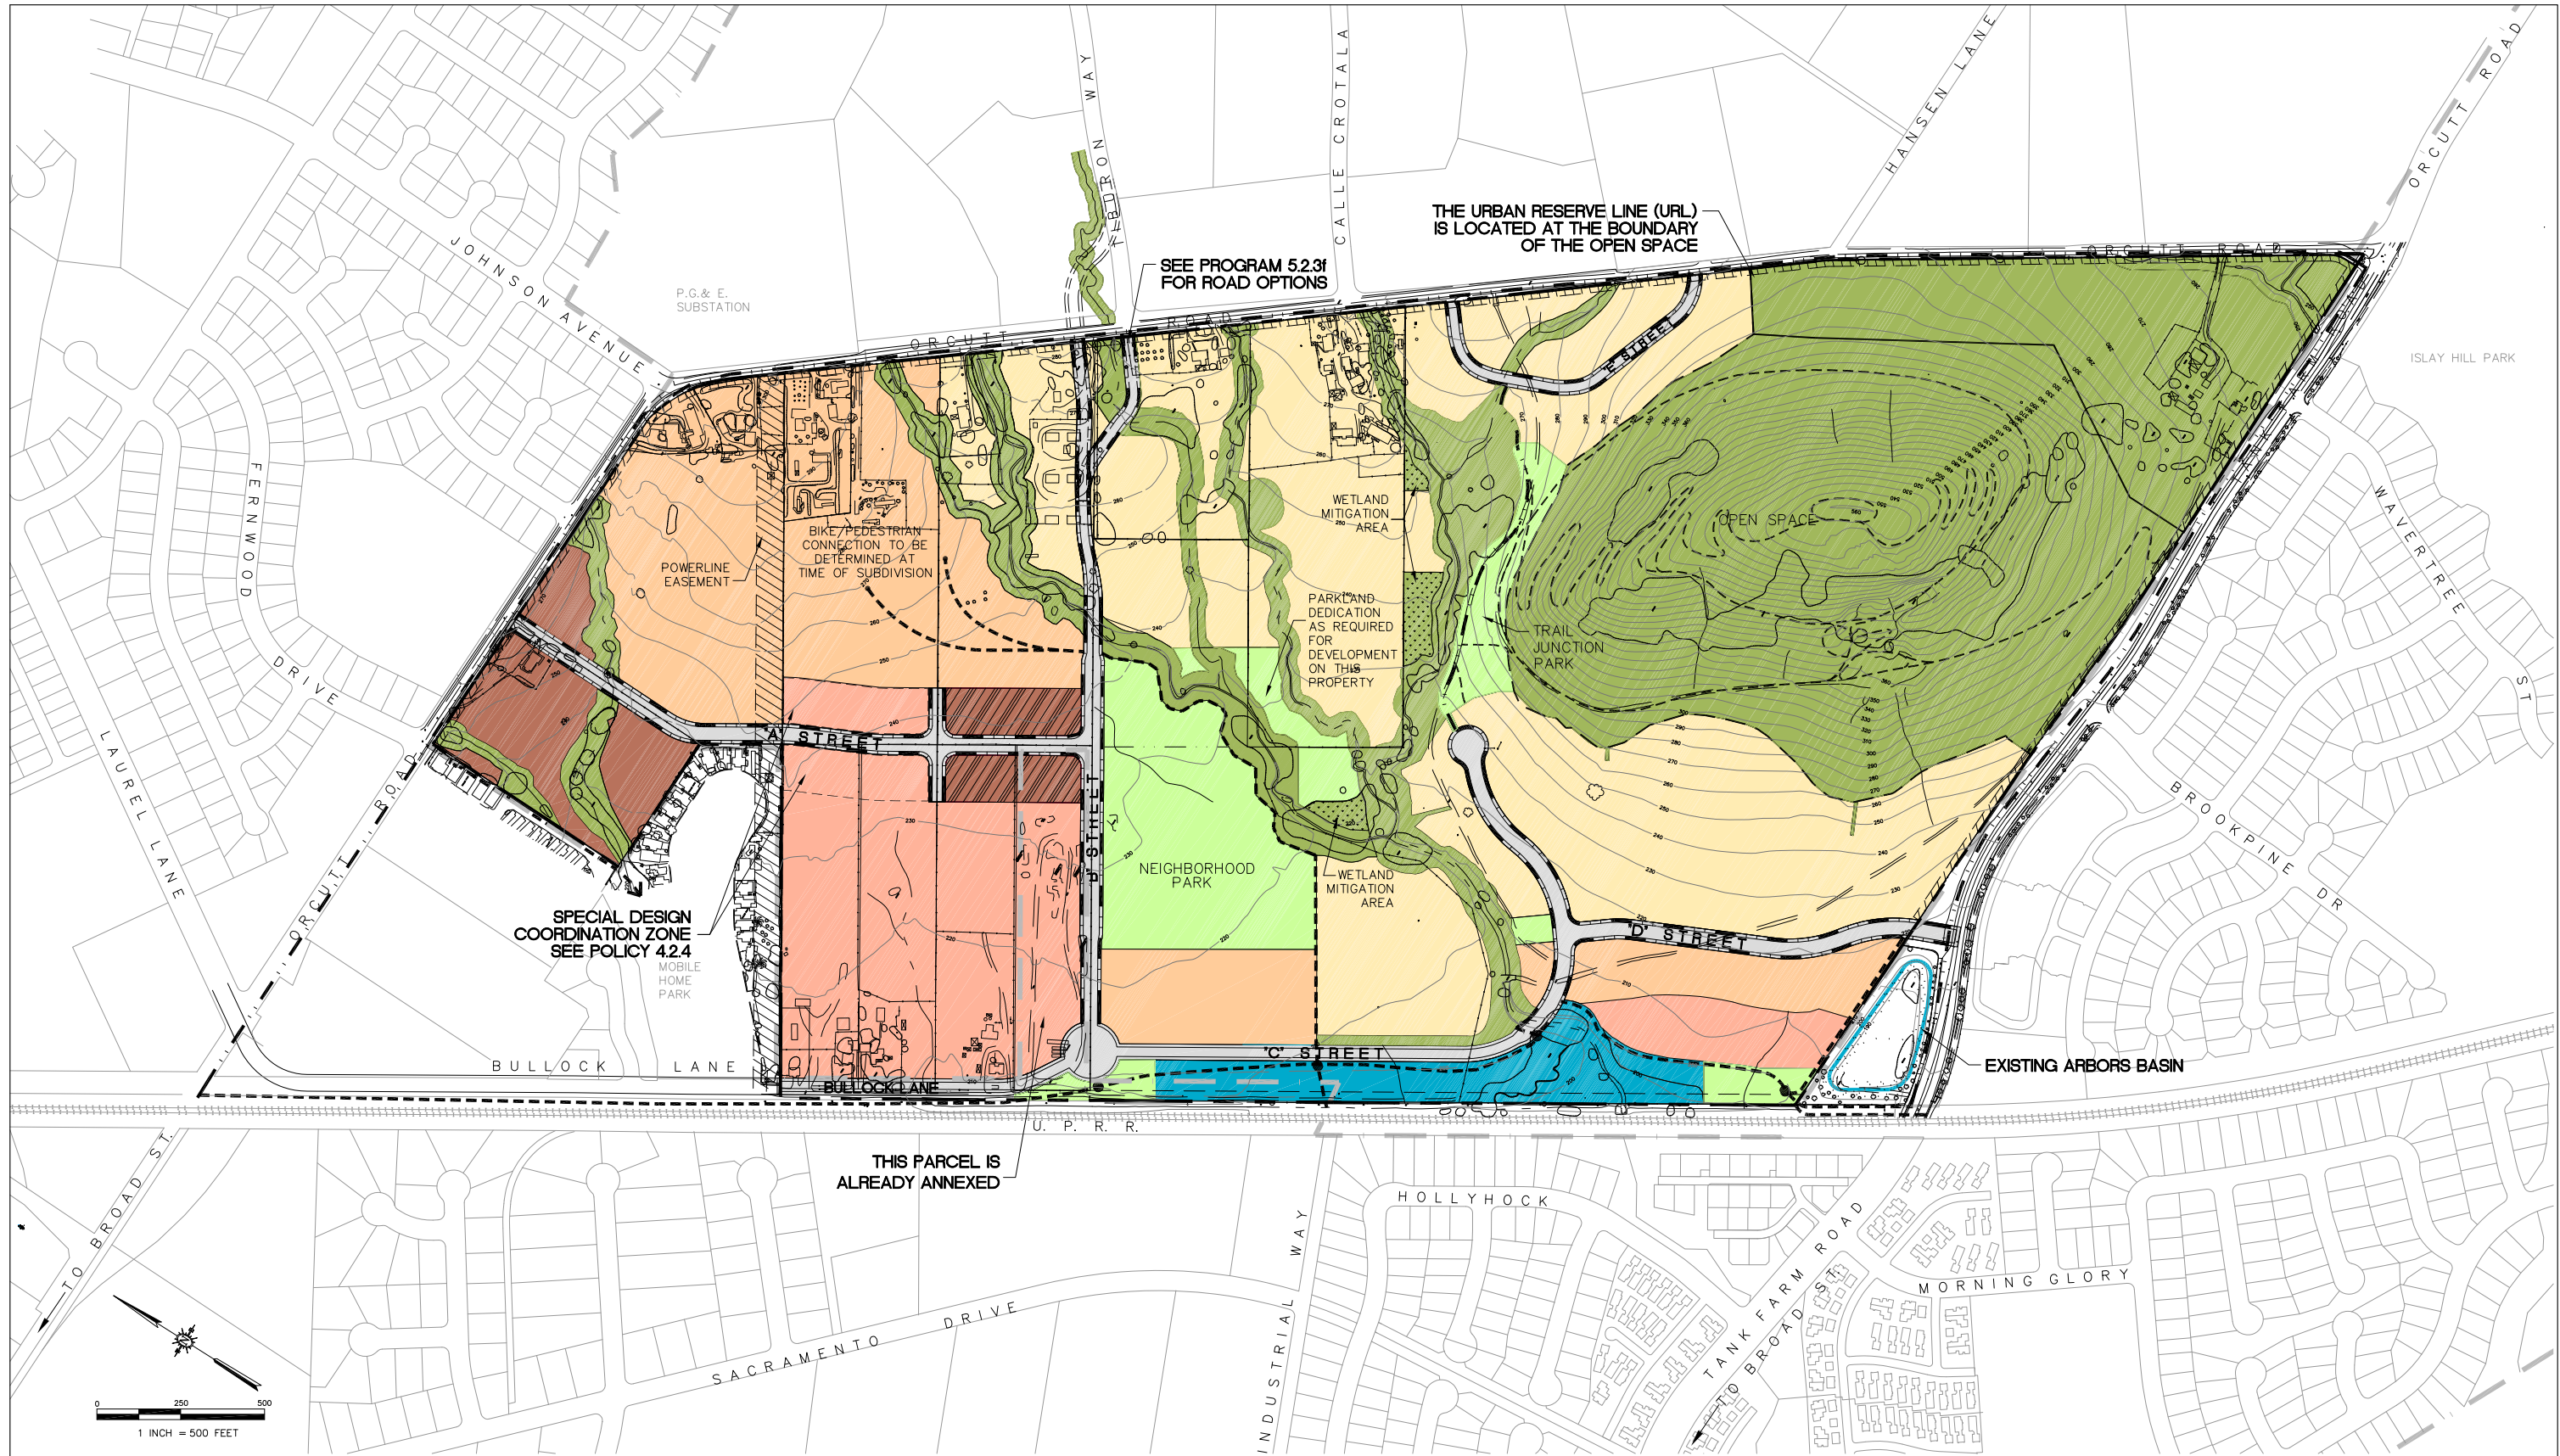 ORCUTT ROAD
HANSEN LANE
CALLE CROTALA
TIBURON WAY
JOHNSON AVENUE
P.G.& E.
SUBSTATION
THE URBAN RESERVE LINE (URL)
IS LOCATED AT THE BOUNDARY
OF THE OPEN SPACE
SEE PROGRAM 5.2.3f
FOR ROAD OPTIONS
ORCUTT ROAD
ORCUTT ROAD
ISLAY HILL PARK
"F" STREET
FERNWOOD
DRIVE
LAUREL LANE
WAVERTREE ST
BROOKPINE DR
WETLAND
MITIGATION
AREA
OPEN SPACE
BIKE/PEDESTRIAN
CONNECTION TO BE
DETERMINED AT
TIME OF SUBDIVISION
POWERLINE
EASEMENT
PARKLAND
DEDICATION
AS REQUIRED
FOR
DEVELOPMENT
ON THIS
PROPERTY
TRAIL
JUNCTION
PARK
"A" STREET
"B" STREET
NEIGHBORHOOD
PARK
WETLAND
MITIGATION
AREA
SPECIAL DESIGN
COORDINATION ZONE
SEE POLICY 4.2.4
MOBILE
HOME
PARK
ORCUTT ROAD
"D" STREET
"C" STREET
BULLOCK LANE
BULLOCK LANE
EXISTING ARBORS BASIN
U. P. R. R.
THIS PARCEL IS
ALREADY ANNEXED
TO BROAD ST.
HOLLYHOCK
INDUSTRIAL WAY
TANK FARM ROAD
TO BROAD ST.
MORNING GLORY
SACRAMENTO DRIVE
N
0 250 500
1 INCH = 500 FEET